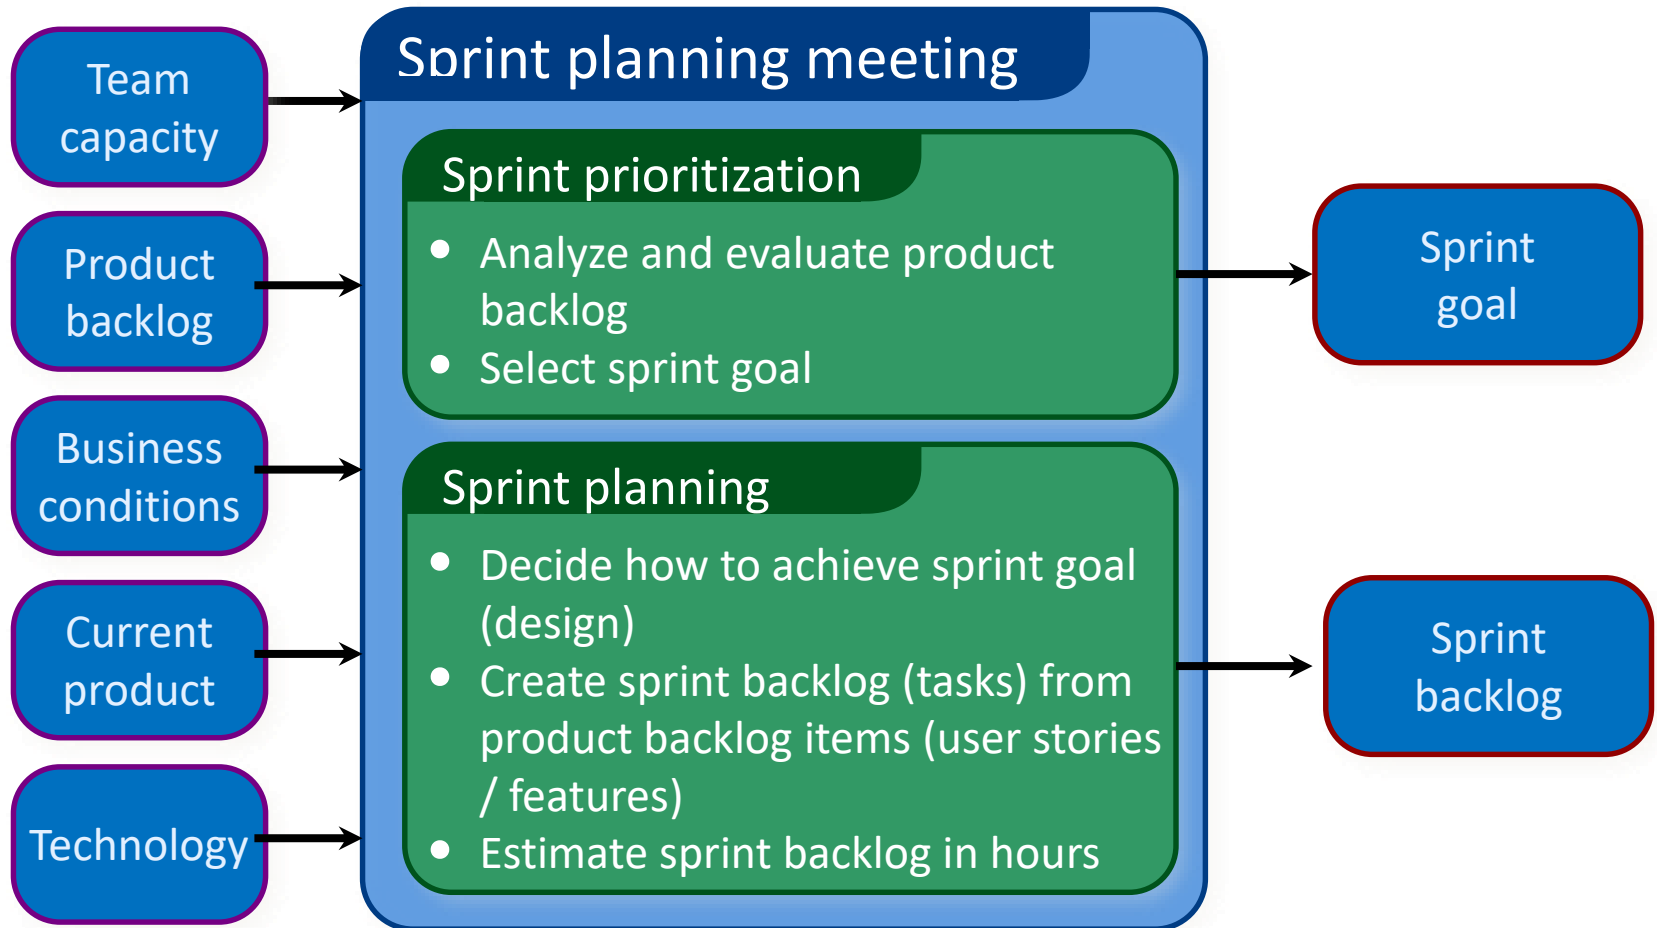 Team
capacity
Product
backlog
Business
conditions
Current
product
Technology
Sprint planning meeting
Sprint prioritization
• Analyze and evaluate product
backlog
• Select sprint goal
Sprint planning
• Decide how to achieve sprint goal
(design)
• Create sprint backlog (tasks) from
product backlog items (user stories
/ features)
• Estimate sprint backlog in hours
Sprint
goal
Sprint
backlog